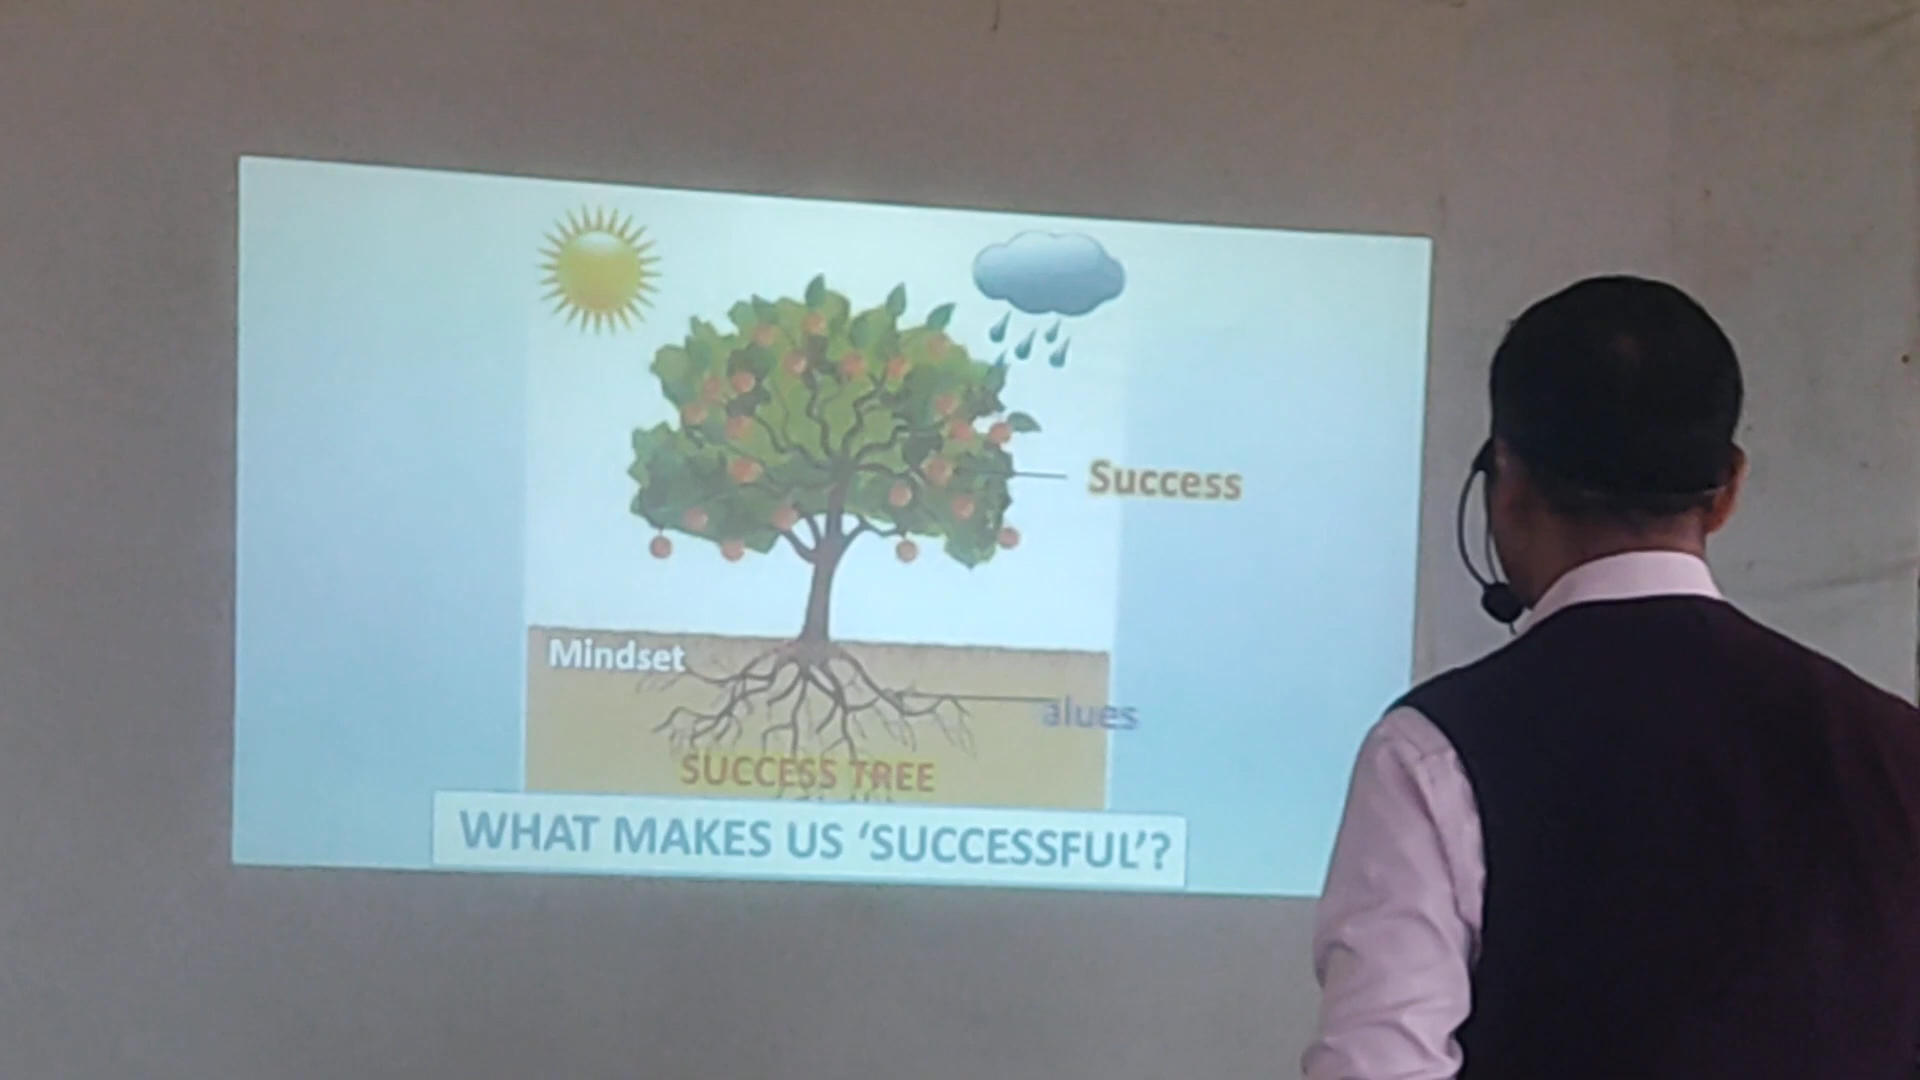 Success
Mindset
alues
SUCCESS TREE
WHAT MAKES US ‘SUCCESSFUL’?